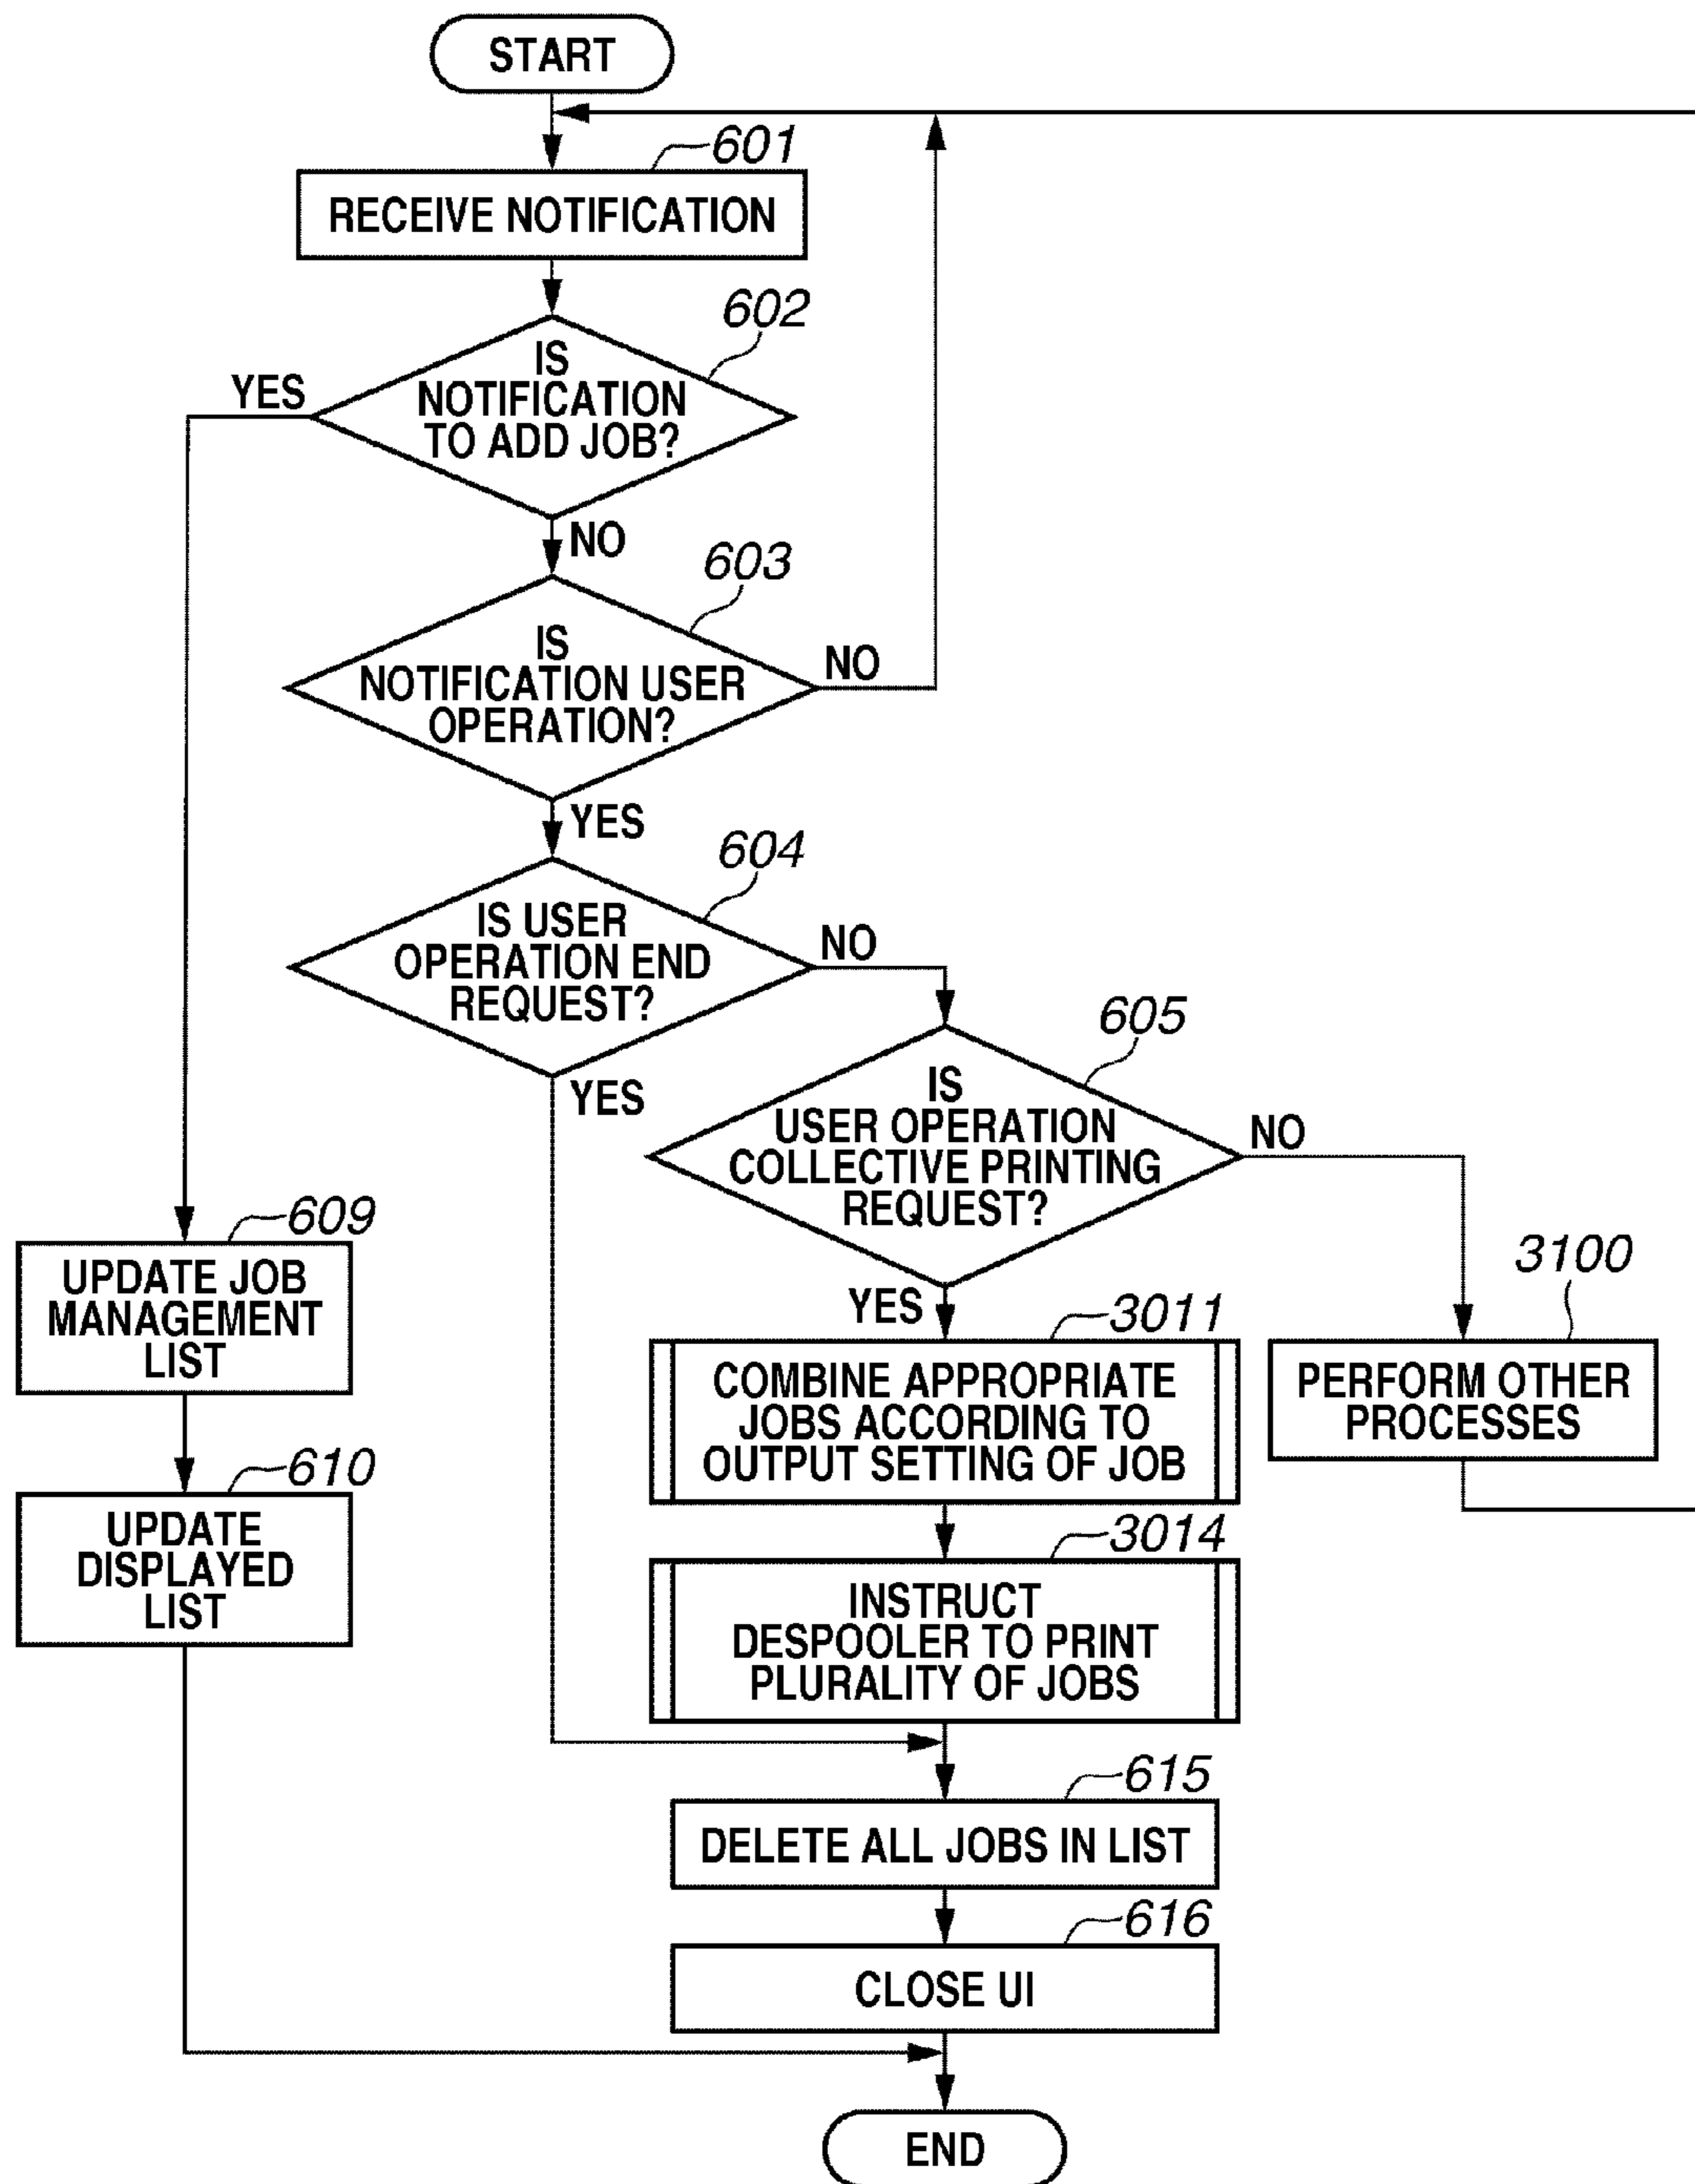 START
601
RECEIVE NOTIFICATION
602
IS
NOTIFICATION
TO ADD JOB?
YES
NO
603
IS
NOTIFICATION USER
OPERATION?
NO
YES
604
IS USER
OPERATION END
REQUEST?
NO
YES
605
IS
USER OPERATION
COLLECTIVE PRINTING
REQUEST?
NO
YES
609
UPDATE JOB
MANAGEMENT
LIST
610
UPDATE
DISPLAYED
LIST
3011
COMBINE APPROPRIATE
JOBS ACCORDING TO
OUTPUT SETTING OF JOB
3100
PERFORM OTHER
PROCESSES
3014
INSTRUCT
DESPOOLER TO PRINT
PLURALITY OF JOBS
615
DELETE ALL JOBS IN LIST
616
CLOSE UI
END